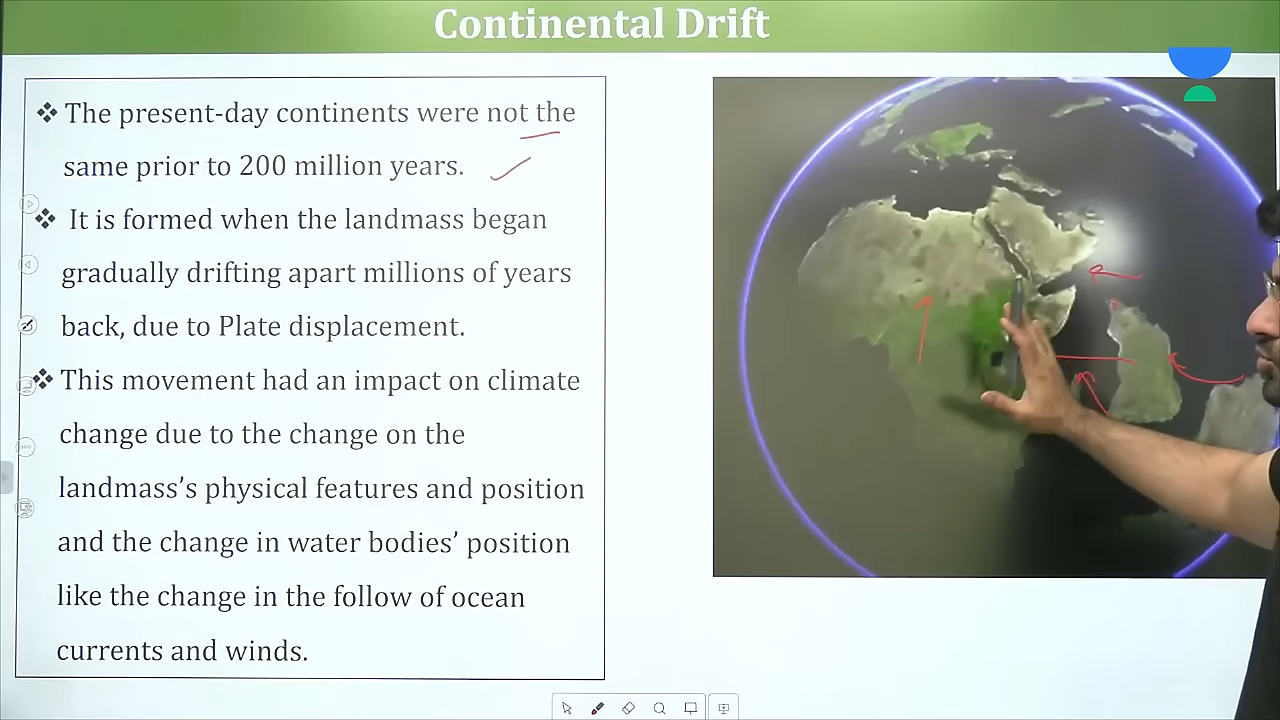 Continental Drift
❖ The present-day continents were not the
same prior to 200 million years.
❖ It is formed when the landmass began
gradually drifting apart millions of years
back, due to Plate displacement.
❖ This movement had an impact on climate
change due to the change on the
landmass's physical features and position
and the change in water bodies' position
like the change in the follow of ocean
currents and winds.